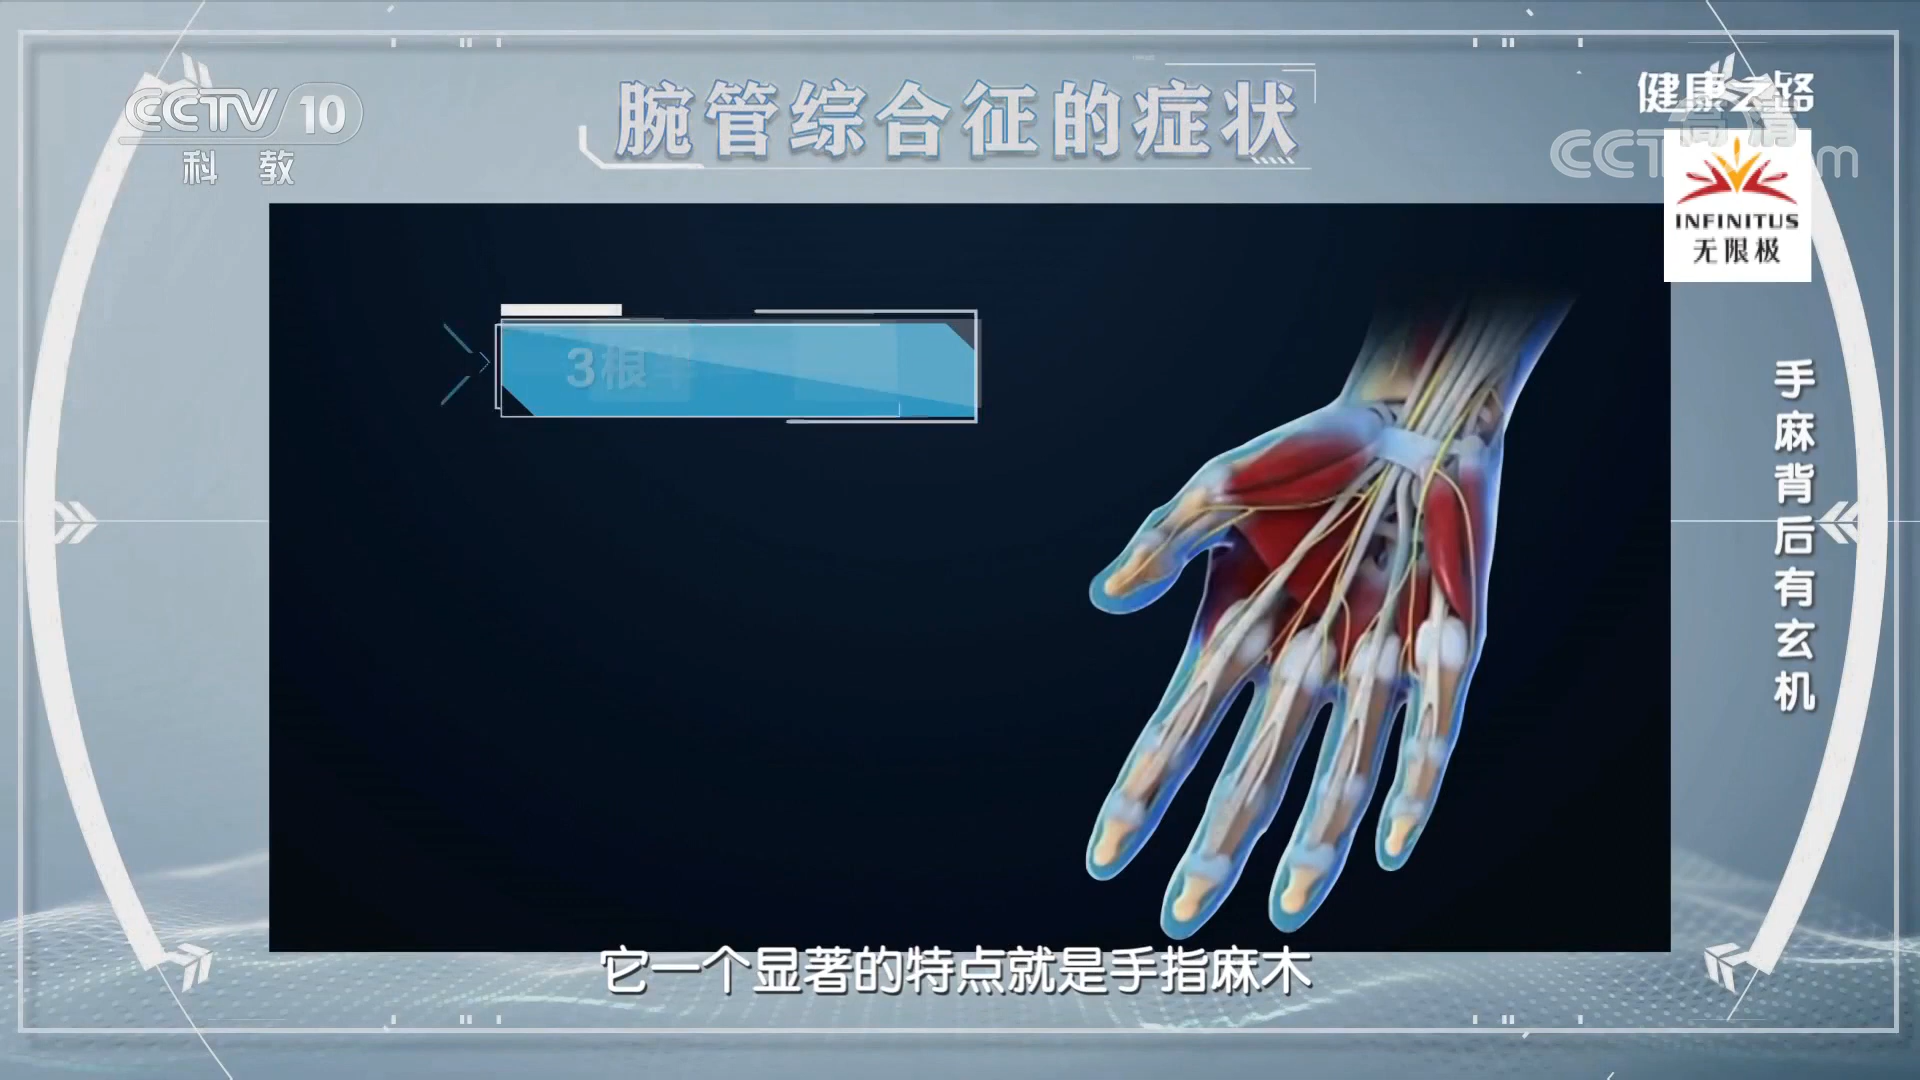 CCTV 10
科 教
腕管综合征的症状
健康之路
高清
INFINITUS
无限极
3根
手麻背后有玄机
它一个显著的特点就是手指麻木